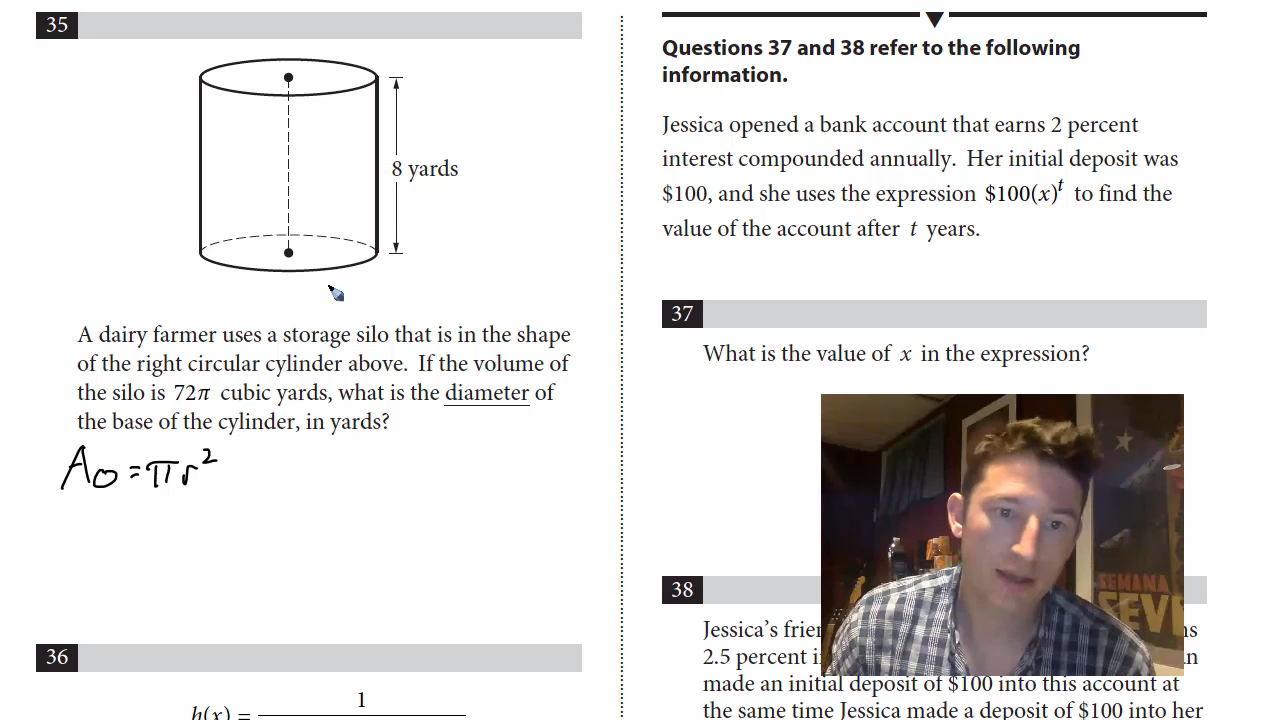 35
8 yards
A dairy farmer uses a storage silo that is in the shape
of the right circular cylinder above. If the volume of
the silo is 72π cubic yards, what is the diameter of
the base of the cylinder, in yards?
A○=πr²
36
1
h(x) =
Questions 37 and 38 refer to the following
information.
Jessica opened a bank account that earns 2 percent
interest compounded annually. Her initial deposit was
$100, and she uses the expression $100(x)^t to find the
value of the account after t years.
37
What is the value of x in the expression?
SEMANA
38
Jessica’s
2.5 percent
made an initial deposit of $100 into this account at
the same time Jessica made a deposit of $100 into her